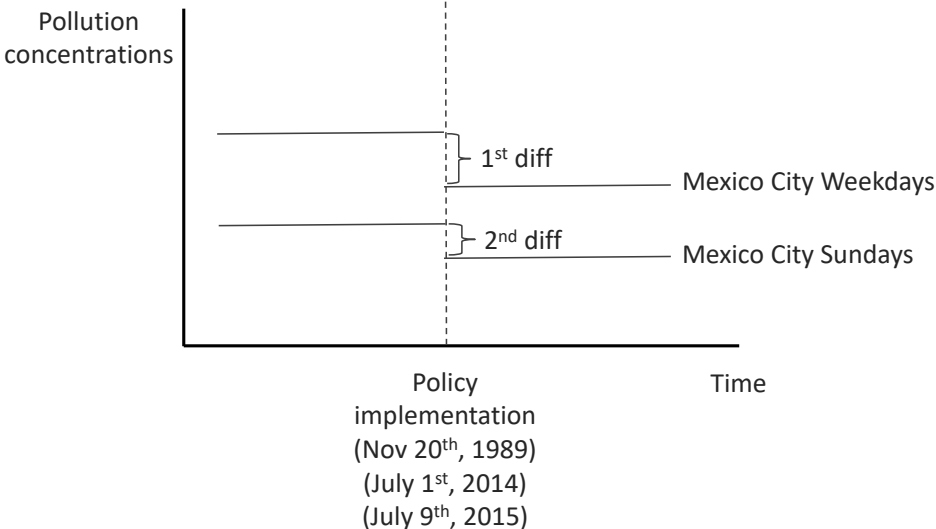 Pollution
concentrations
1st diff
Mexico City Weekdays
2nd diff
Mexico City Sundays
Policy
implementation
(Nov 20th, 1989)
(July 1st, 2014)
(July 9th, 2015)
Time